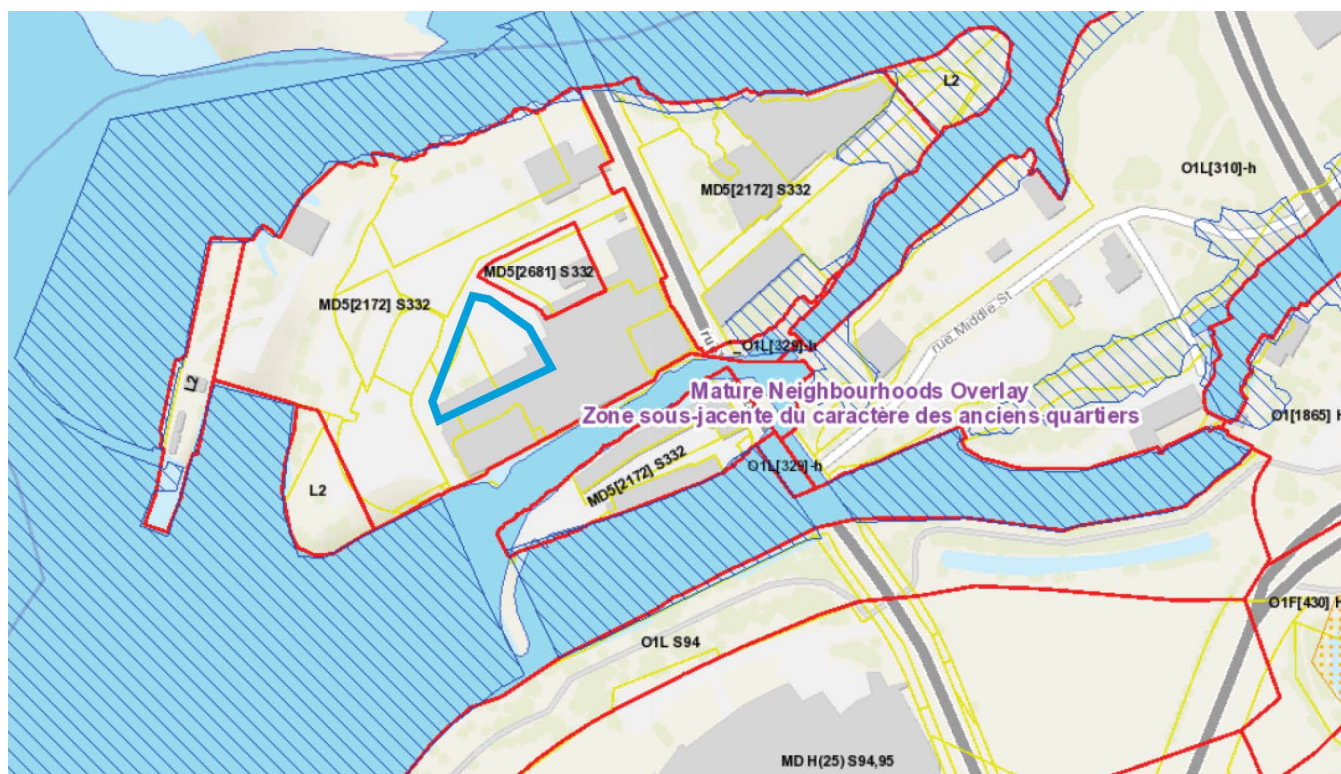 L2
O1L[310]-h
MD5[2172] S332
MD5[2681] S332
MD5[2172] S332
ru
_O1L[329]-h
rue Middle St
L2
Mature Neighbourhoods Overlay
Zone sous-jacente du caractère des anciens quartiers
O1[1865] H
MD5[2172] S332
O1L[329]-h
L2
O1F[430] H
O1L S94
MD H(25) S94,95